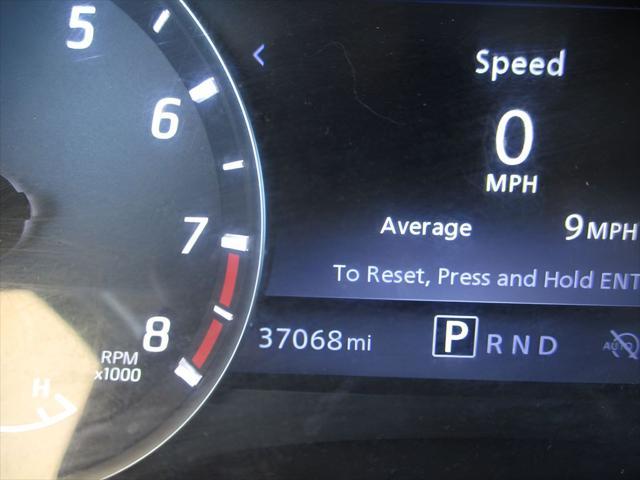 5
6
7
8
RPM
x1000
H
<
Speed
0
MPH
Average 9MPH
To Reset, Press and Hold ENT
37068mi P R N D AUTO